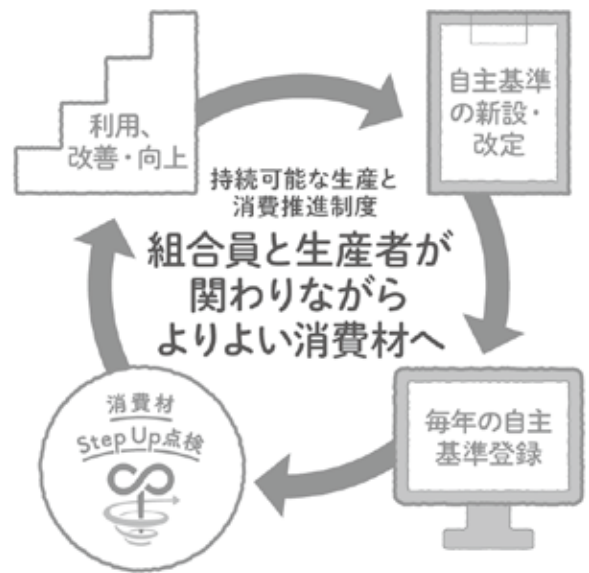 利用、
改善・向上
自主基準
の新設・
改定
持続可能な生産と
消費推進制度
組合員と生産者が
関わりながら
よりよい消費材へ
毎年の自主
基準登録
消費材
Step Up点検